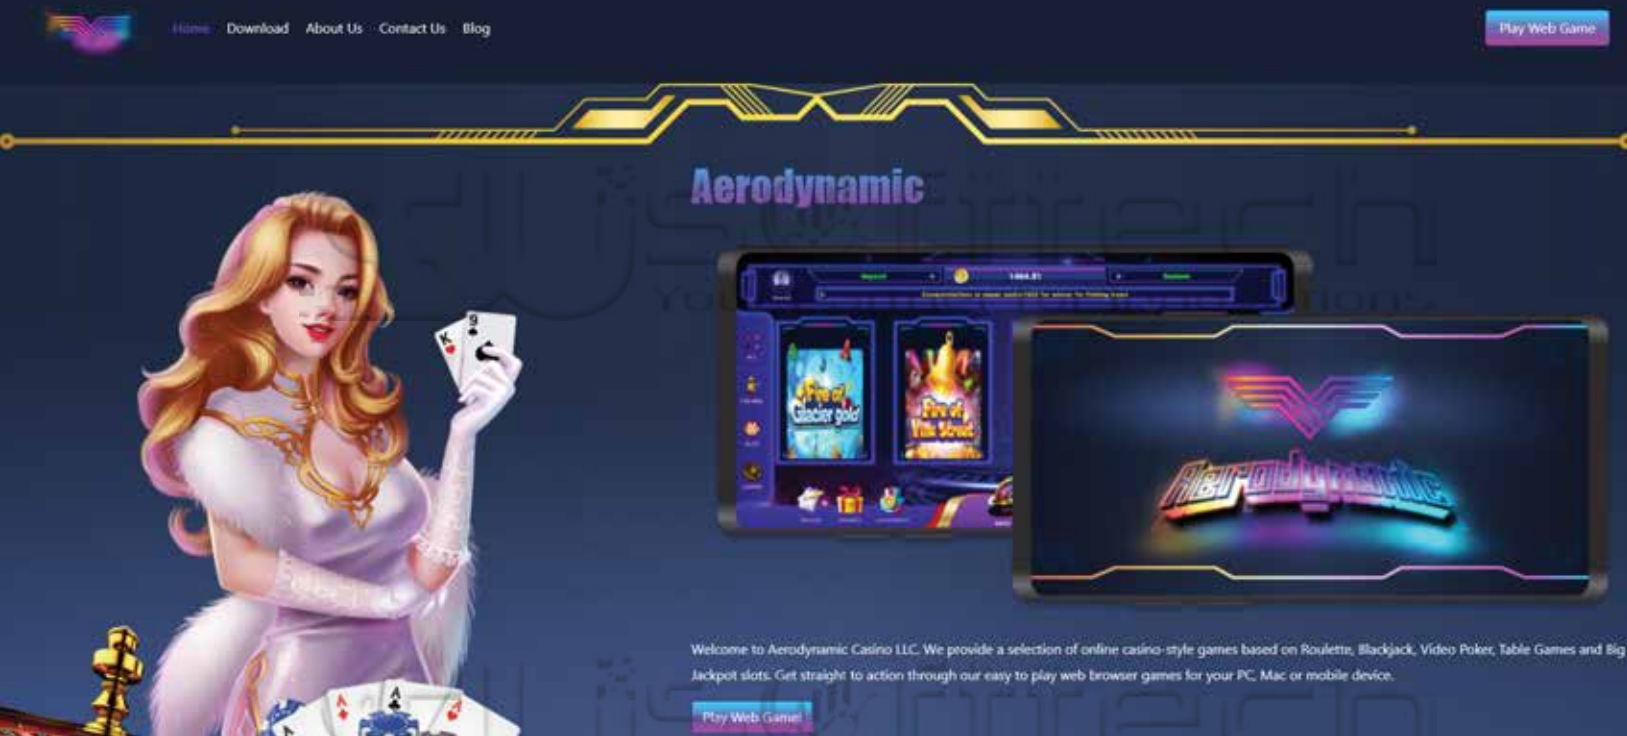 Home Download About Us Contact Us Blog
Play Web Game
Aerodynamic
1464.81
Fire of
Glacier gold
Fire of
Aerodynamic
K
9
Welcome to Aerodynamic Casino LLC. We provide a selection of online casino-style games based on Roulette, Blackjack, Video Poker, Table Games and Big
Jackpot slots. Get straight to action through our easy to play web browser games for your PC, Mac or mobile device.
A
A
A
A
Play Web Game!